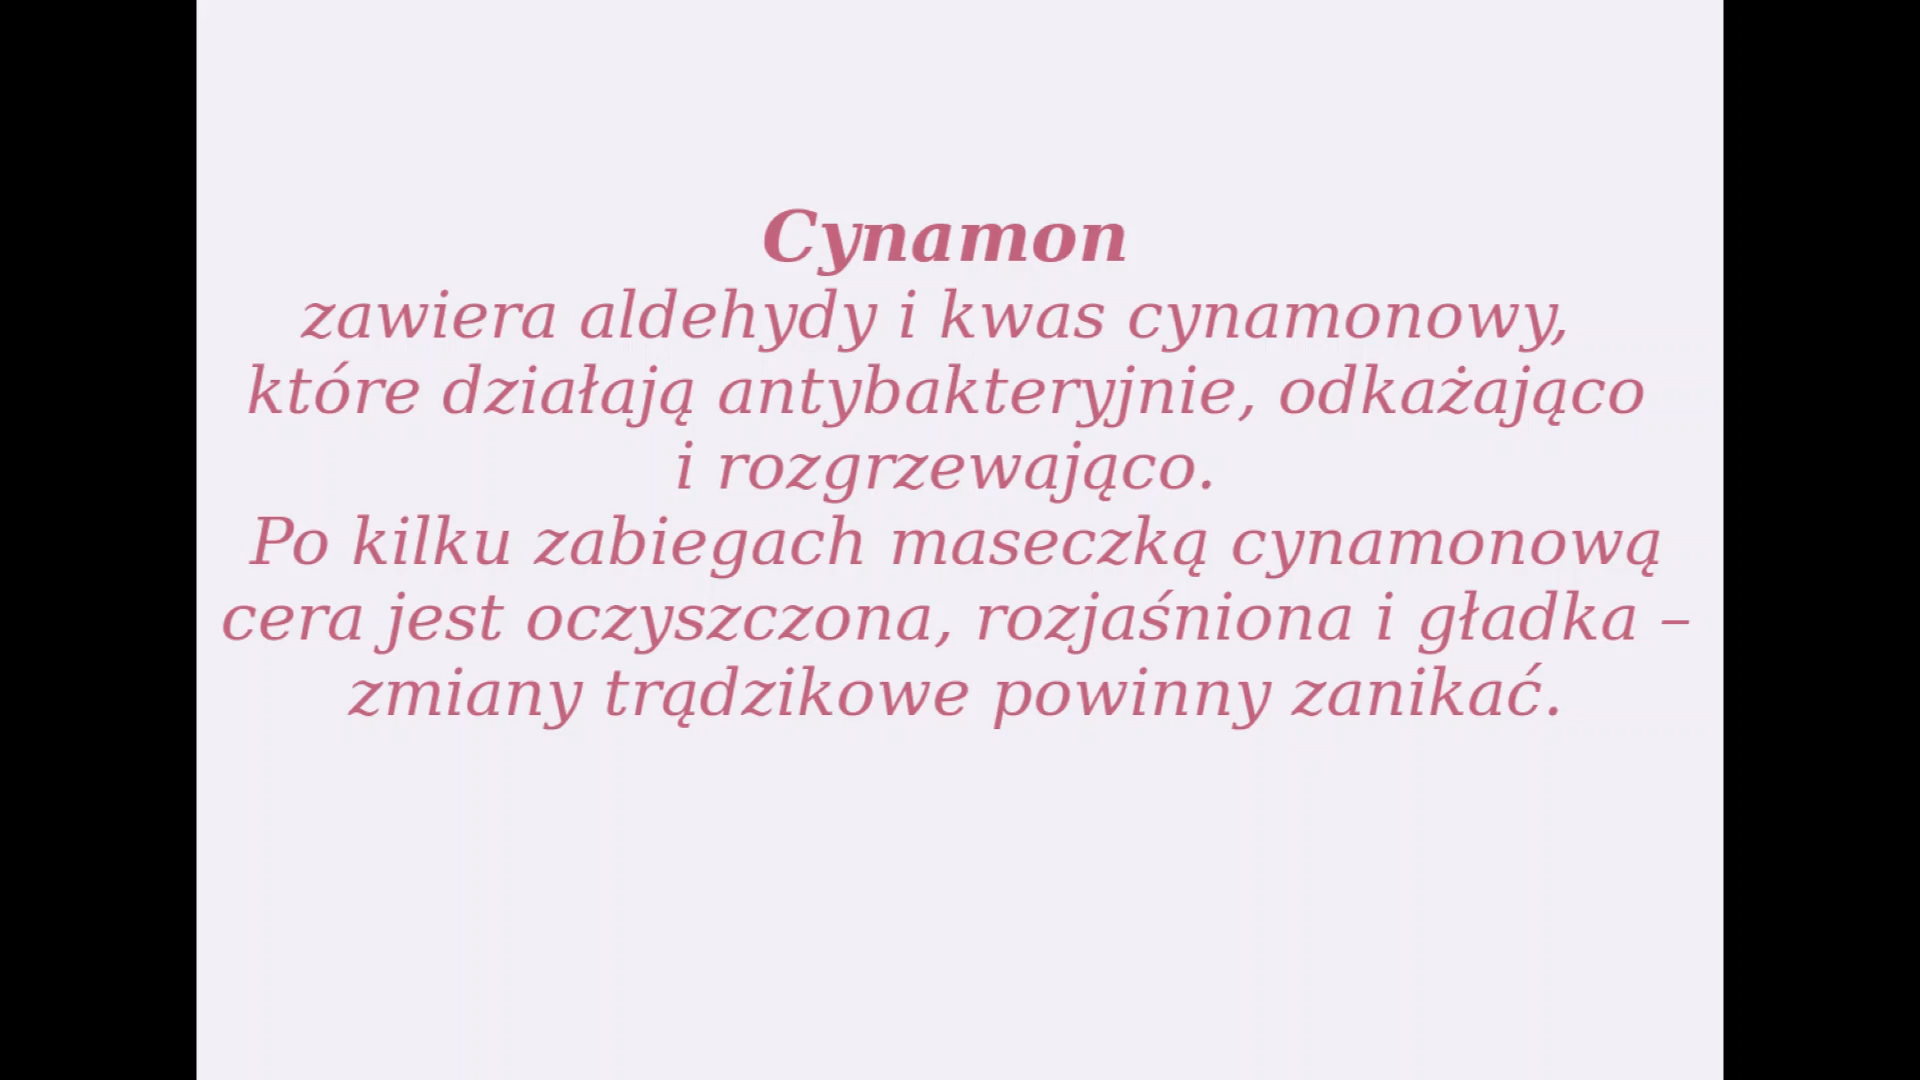 Cynamon
zawiera aldehydy i kwas cynamonowy,
które działają antybakteryjnie, odkażająco
i rozgrzewająco.
Po kilku zabiegach maseczką cynamonową
cera jest oczyszczona, rozjaśniona i gładka –
zmiany trądzikowe powinny zanikać.